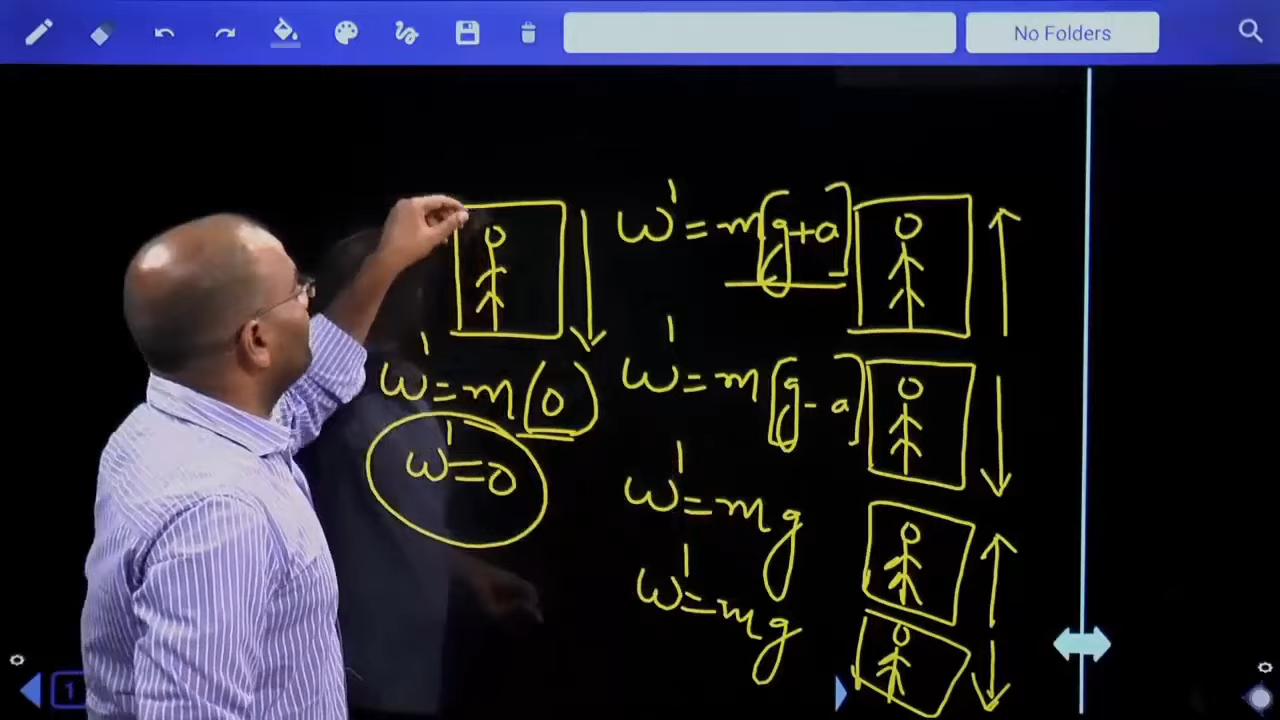 No Folders
w' = m[g+a]
w' = m[g-a]
w' = mg
w' = mg
w' = m(0)
w' = 0
1